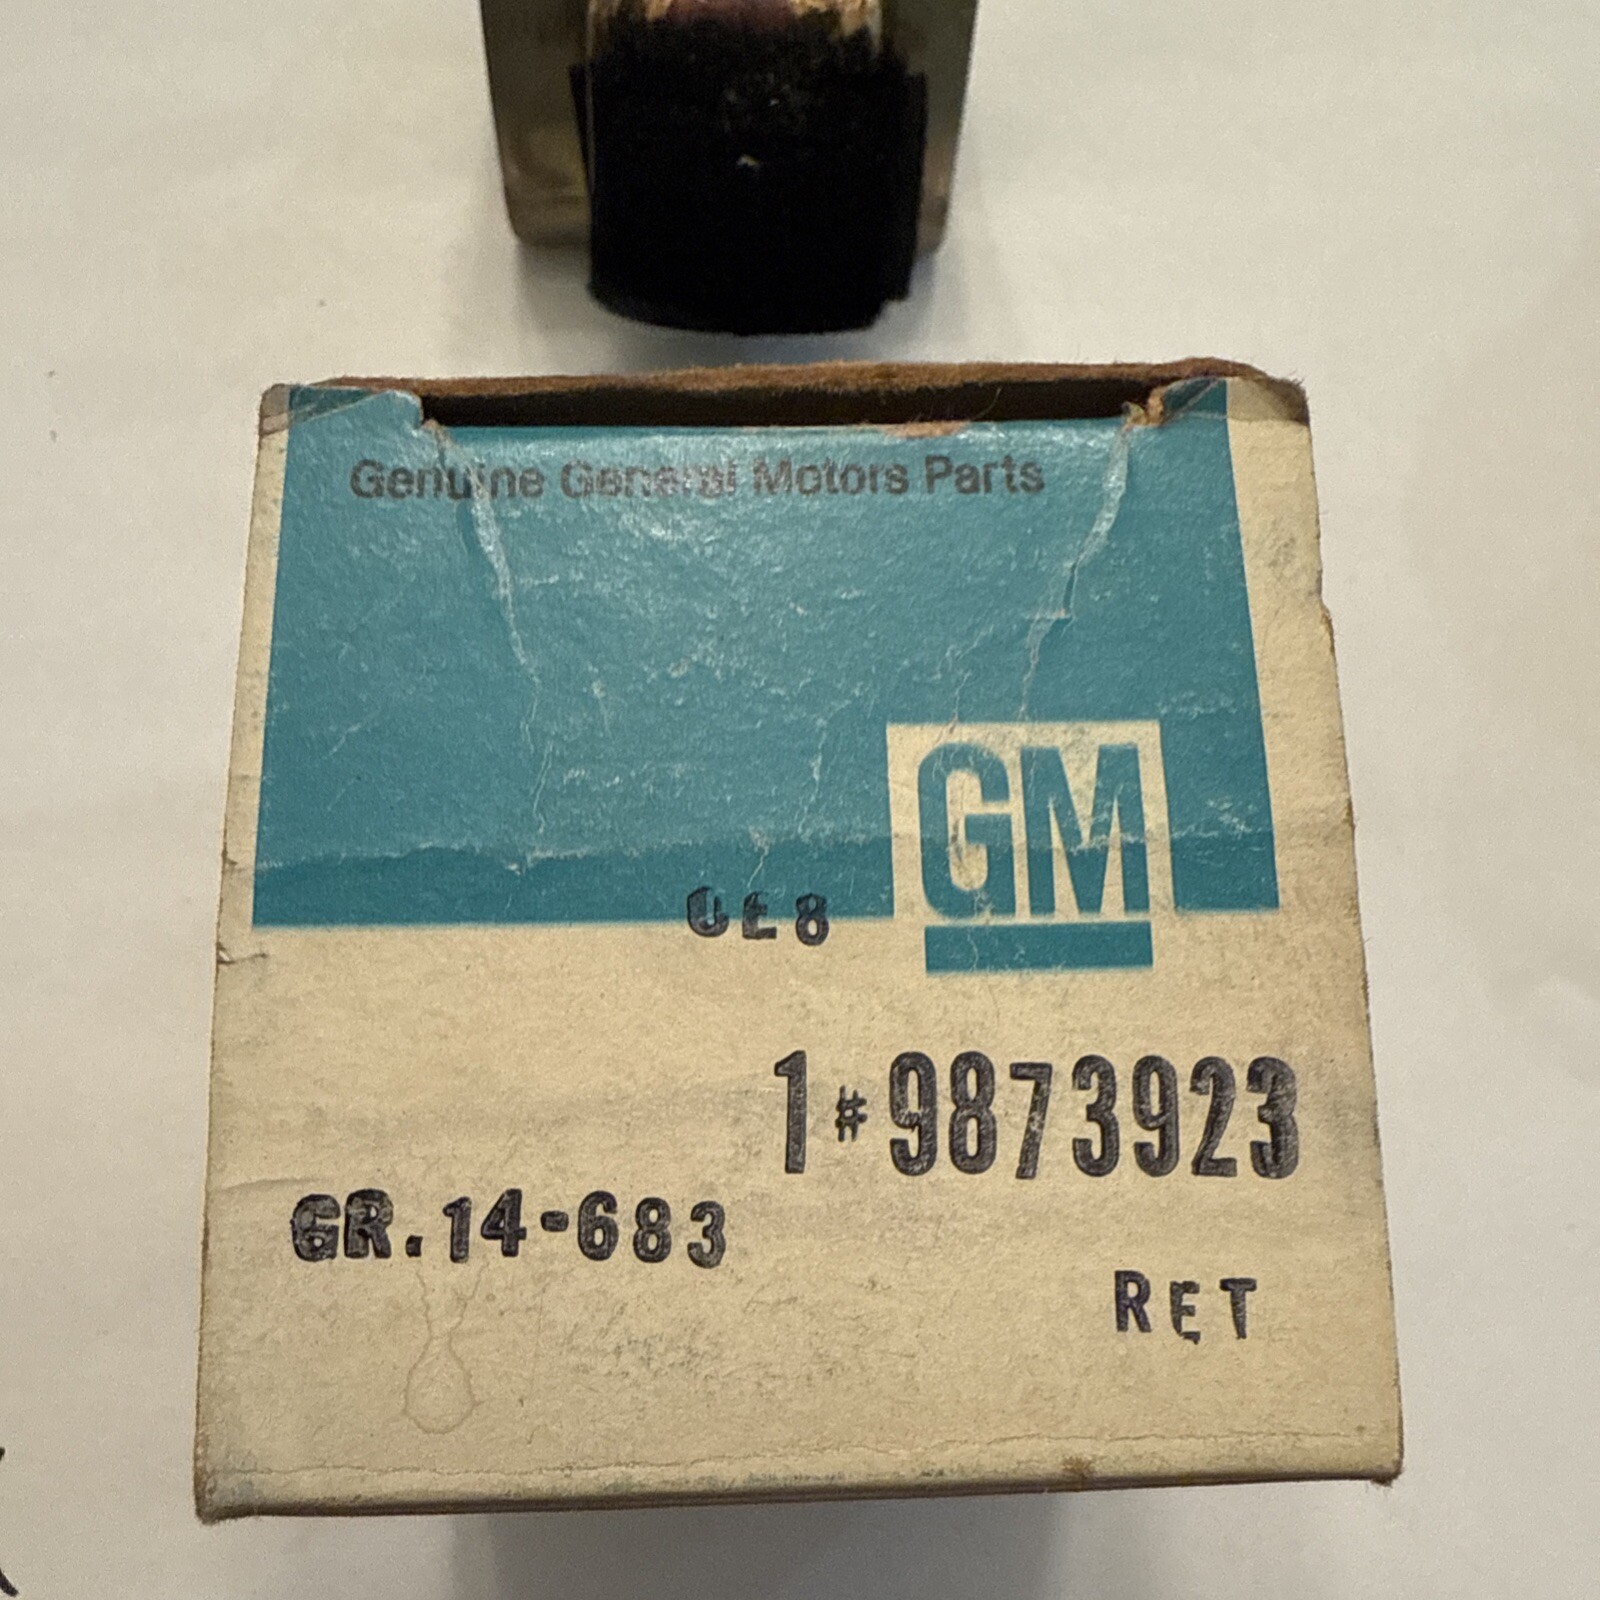 Genuine General Motors Parts
GM
1 # 9873923
GR. 14-683
RET